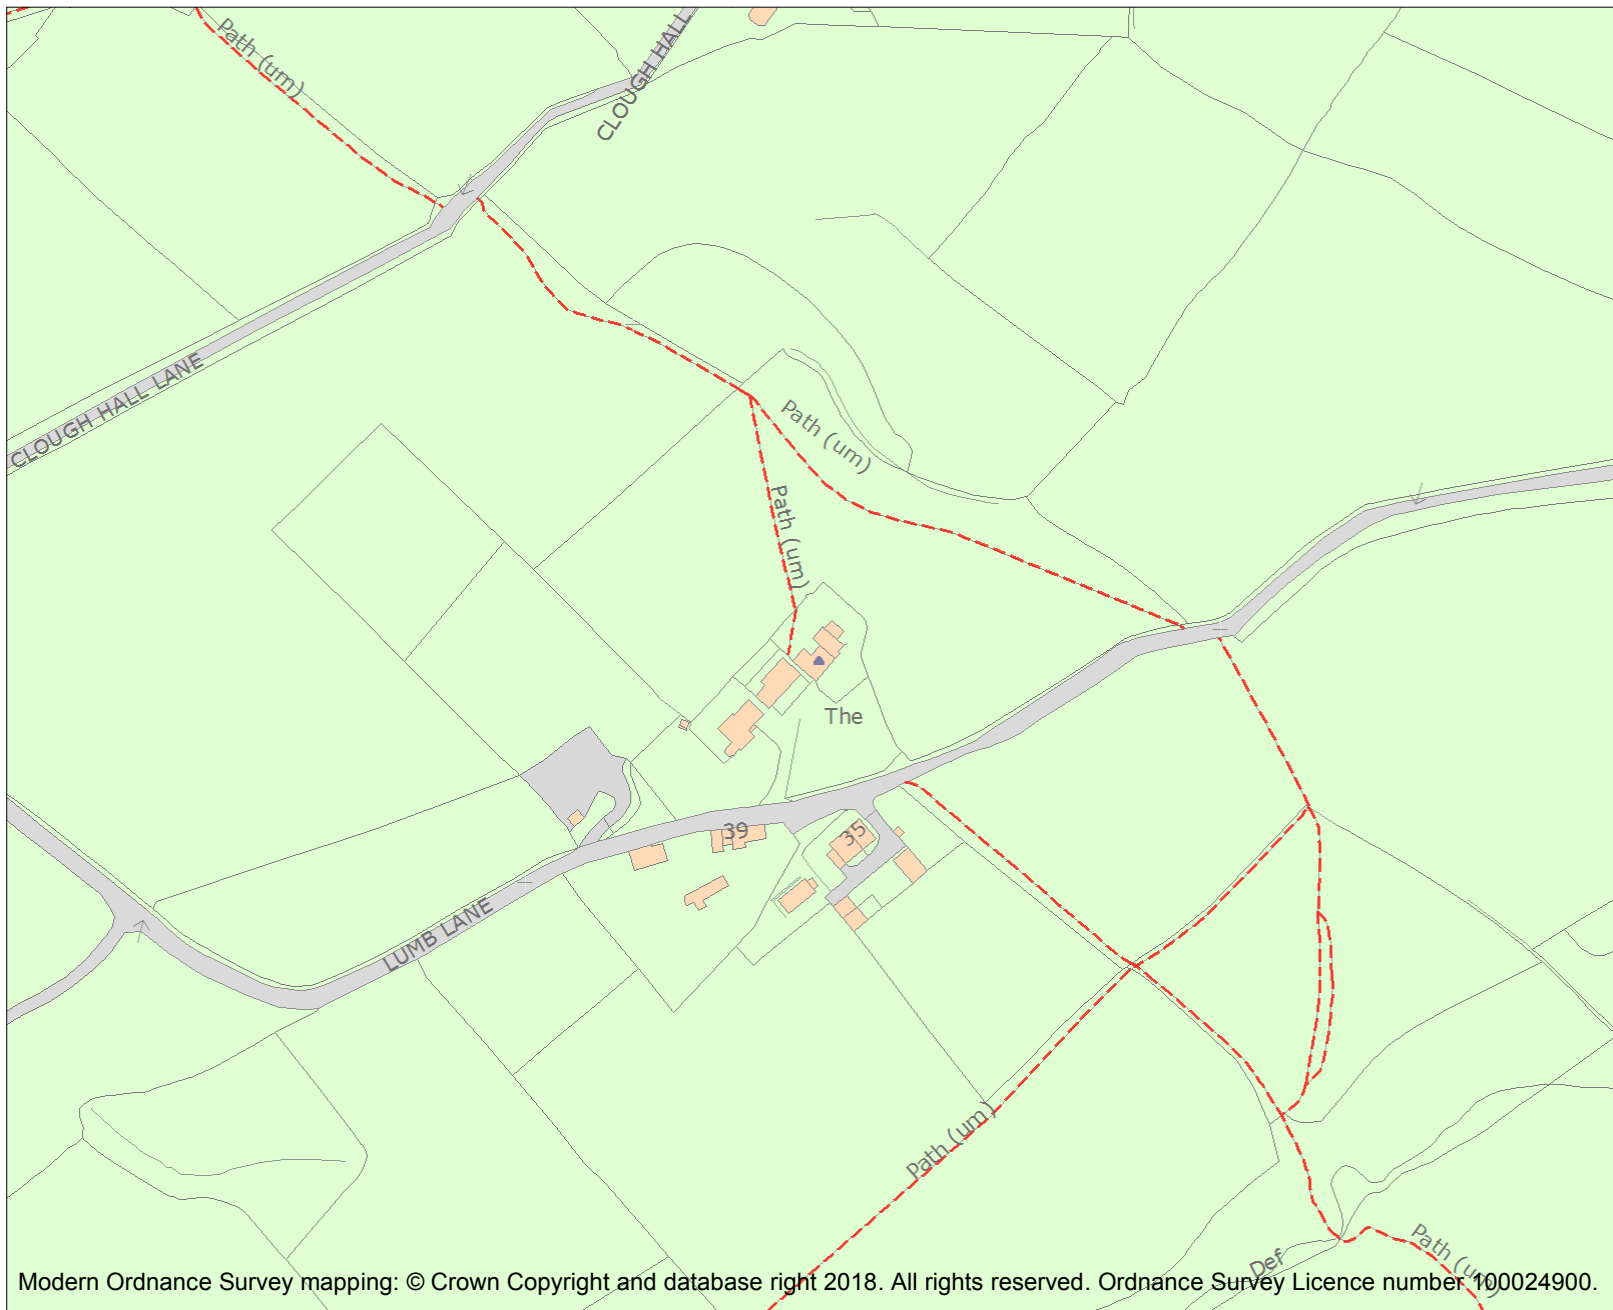 Path (um)
CLOUGH HALL
CLOUGH HALL LANE
Path (um)
Path (um)
The
39
35
LUMB LANE
Path (um)
Path (um)
Def
Modern Ordnance Survey mapping: © Crown Copyright and database right 2018. All rights reserved. Ordnance Survey Licence number 100024900.